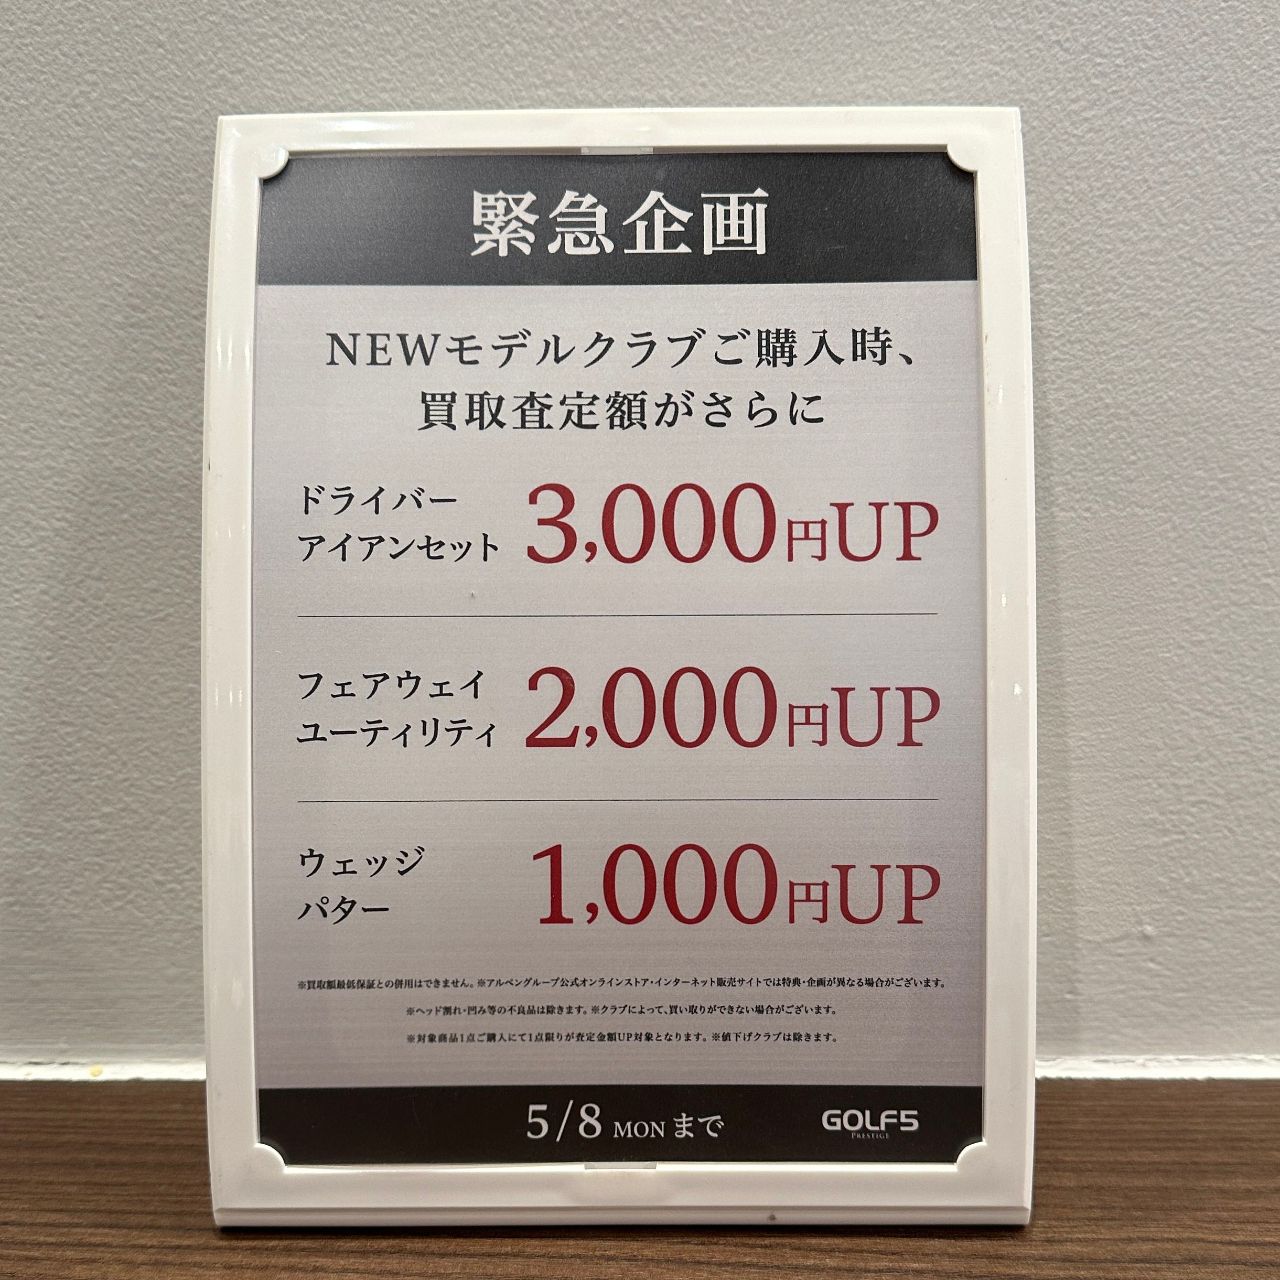 緊急企画
NEWモデルクラブご購入時、
買取査定額がさらに
ドライバー
アイアンセット
3,000円UP
フェアウェイ
ユーティリティ
2,000円UP
ウェッジ
パター
1,000円UP
※買取額最低保証との併用はできません。※アルペングループ公式オンラインストア・インターネット販売サイトでは特典・企画が異なる場合がございます。
※ヘッド割れ・凹み等の不良品は除きます。※クラブによって、買い取りができない場合がございます。
※対象商品1点ご購入にて1点限りが査定金額UP対象となります。※値下げクラブは除きます。
5/8 MON まで
GOLF5
PRESTIGE